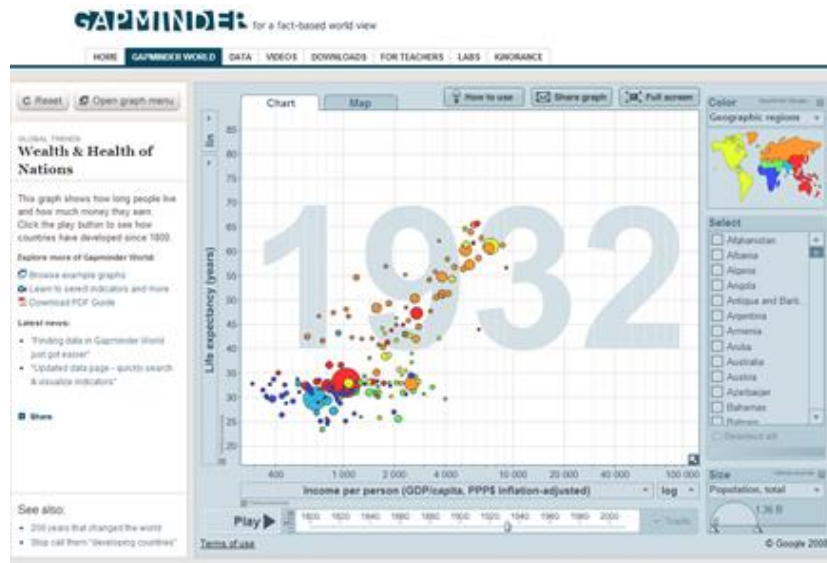 GAPMINDER for a fact-based world view
HOME GAPMINDER WORLD DATA VIDEOS DOWNLOADS FOR TEACHERS LABS IGNORANCE
Reset Open graph menu
GLOBAL TRENDS
Wealth & Health of
Nations
This graph shows how long people live
and how much money they earn.
Click the play button to see how
countries have developed since 1800.
Explore more of Gapminder World:
Browse example graphs
Learn to select indicators and more
Download PDF Guide
Latest news:
"Finding data in Gapminder World
just got easier"
"Updated data page - quickly search
& visualize indicators"
Share
See also:
200 years that changed the world
Stop call them "developing countries"
Chart Map
How to use Share graph Full screen
1932
lin
Life expectancy (years)
85
80
75
70
65
60
55
50
45
40
35
30
25
20
400 1 000 2 000 4 000 10 000 20 000 40 000 100 000
Income per person (GDP/capita, PPP$ inflation-adjusted) log
Play 1800 1820 1840 1860 1880 1900 1920 1940 1960 1980 2000 Trails
Terms of use
© Google 2008
Color
Geographic regions
Select
Afghanistan
Albania
Algeria
Angola
Antigua and Barb..
Argentina
Armenia
Aruba
Australia
Austria
Azerbaijan
Bahamas
Bahrain
Deselect all
Size
Population, total
1.36 B